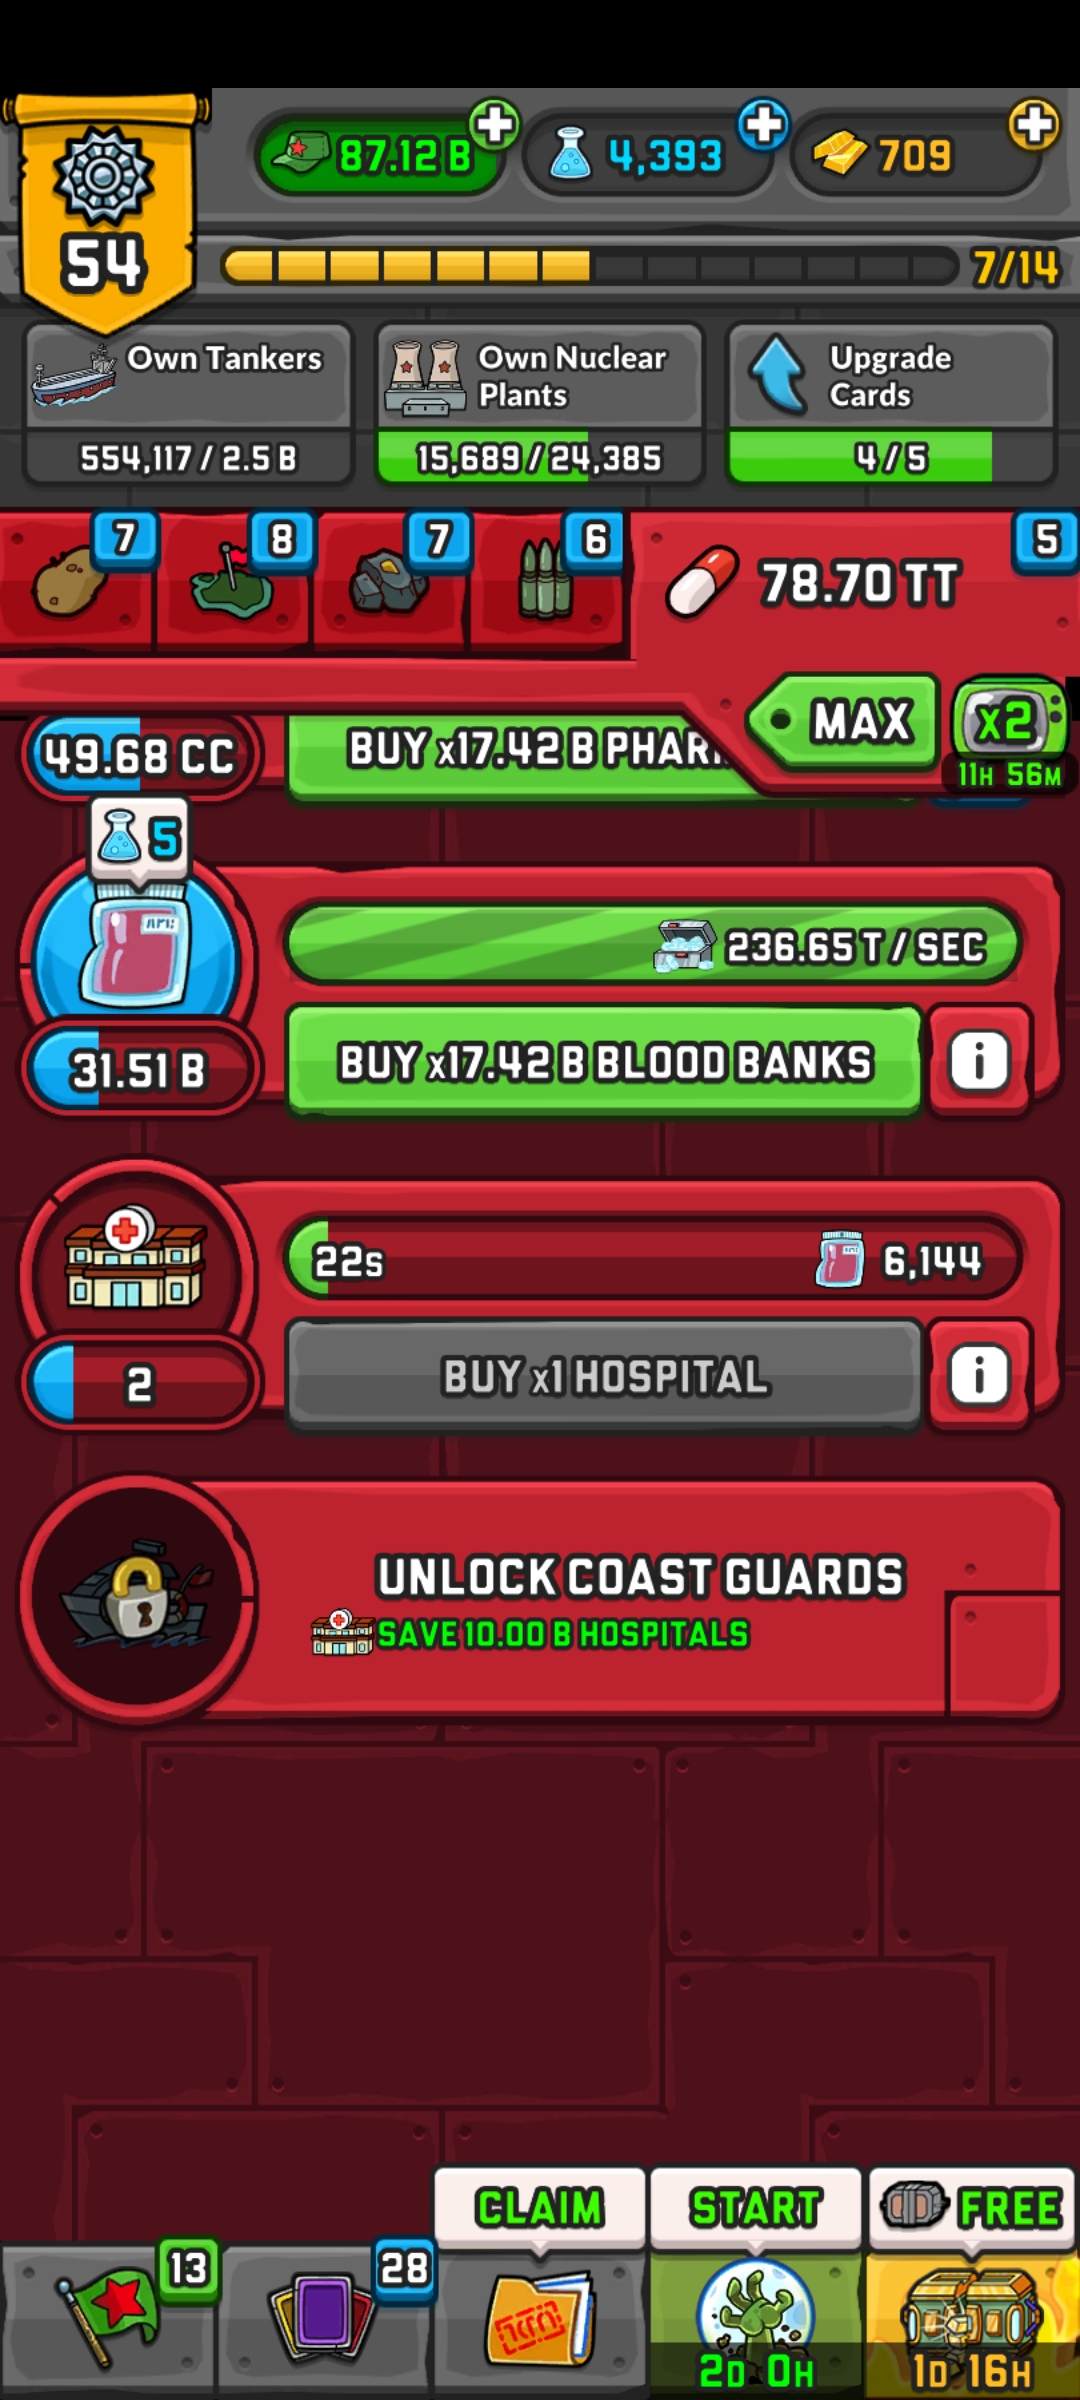 87.12 B
4,393
709
54
7/14
Own Tankers
554,117 / 2.5 B
Own Nuclear
Plants
15,689 / 24,385
Upgrade
Cards
4 / 5
7
8
7
6
5
78.70 TT
MAX
x2
11H 56M
49.68 CC
BUY x17.42 B PHAR
5
236.65 T / SEC
31.51 B
BUY x17.42 B BLOOD BANKS
i
22s
6,144
2
BUY x1 HOSPITAL
i
UNLOCK COAST GUARDS
SAVE 10.00 B HOSPITALS
CLAIM
START
FREE
13
28
2D 0H
1D 16H